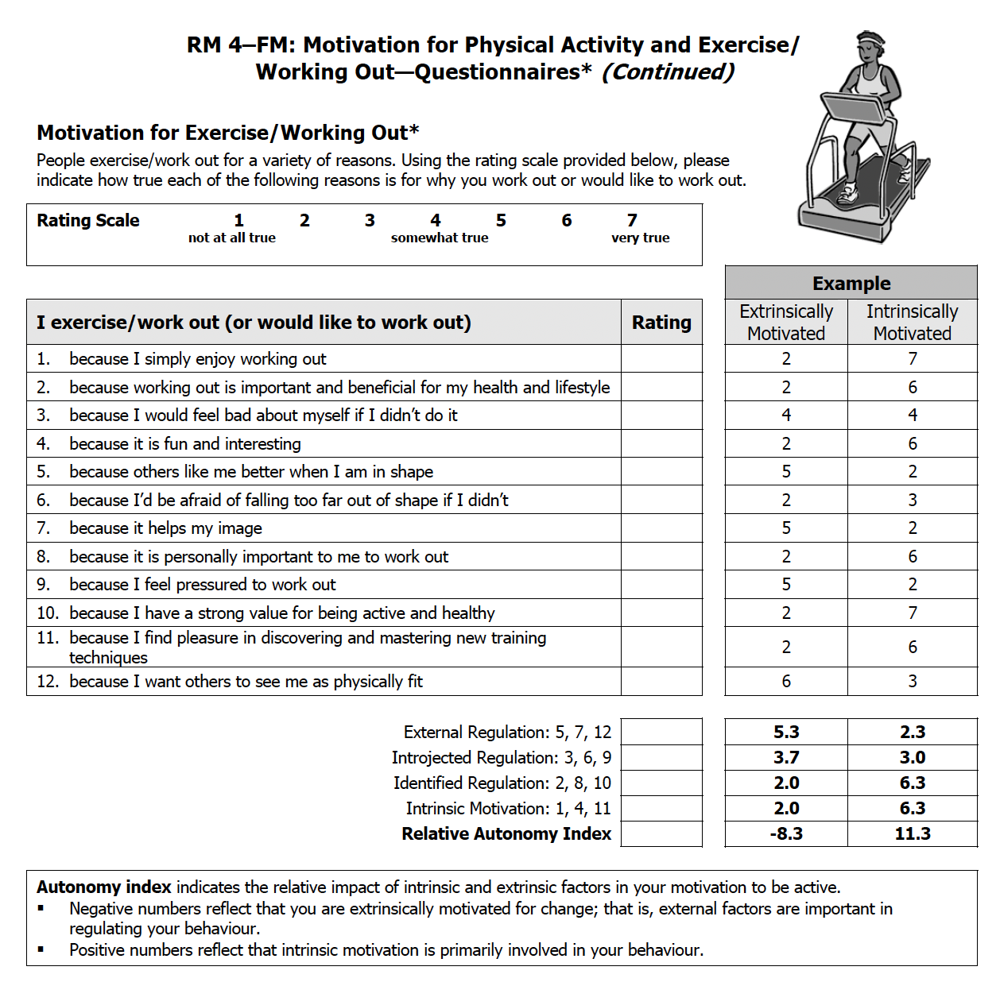 RM 4–FM: Motivation for Physical Activity and Exercise/
Working Out—Questionnaires* (Continued)
Motivation for Exercise/Working Out*
People exercise/work out for a variety of reasons. Using the rating scale provided below, please
indicate how true each of the following reasons is for why you work out or would like to work out.
Rating Scale 1 2 3 4 5 6 7
not at all true somewhat true very true
Example
I exercise/work out (or would like to work out) Rating Extrinsically Motivated Intrinsically Motivated
1. because I simply enjoy working out 2 7
2. because working out is important and beneficial for my health and lifestyle 2 6
3. because I would feel bad about myself if I didn’t do it 4 4
4. because it is fun and interesting 2 6
5. because others like me better when I am in shape 5 2
6. because I’d be afraid of falling too far out of shape if I didn’t 2 3
7. because it helps my image 5 2
8. because it is personally important to me to work out 2 6
9. because I feel pressured to work out 5 2
10. because I have a strong value for being active and healthy 2 7
11. because I find pleasure in discovering and mastering new training
techniques 2 6
12. because I want others to see me as physically fit 6 3
External Regulation: 5, 7, 12 5.3 2.3
Introjected Regulation: 3, 6, 9 3.7 3.0
Identified Regulation: 2, 8, 10 2.0 6.3
Intrinsic Motivation: 1, 4, 11 2.0 6.3
Relative Autonomy Index -8.3 11.3
Autonomy index indicates the relative impact of intrinsic and extrinsic factors in your motivation to be active.
▪ Negative numbers reflect that you are extrinsically motivated for change; that is, external factors are important in
regulating your behaviour.
▪ Positive numbers reflect that intrinsic motivation is primarily involved in your behaviour.